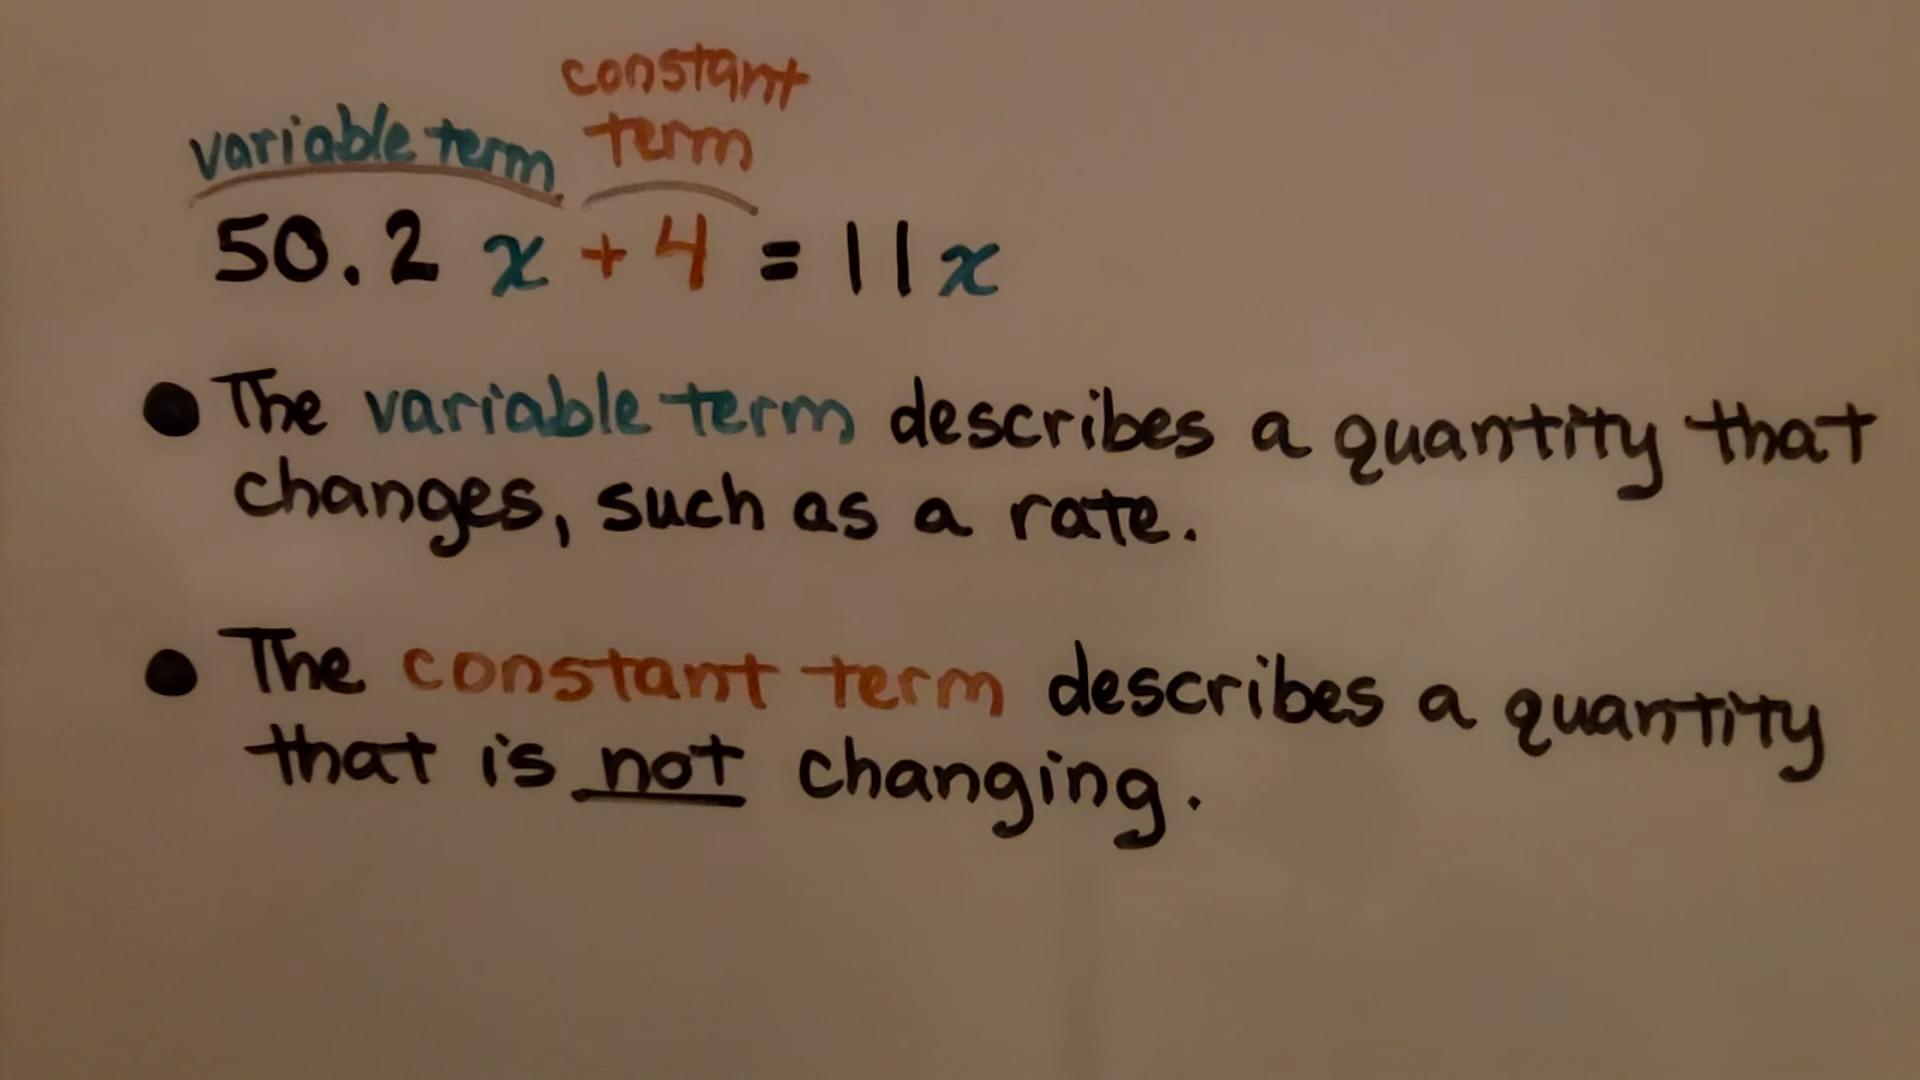 constant
variable term term
50.2 x + 4 = 11x
● The variable term describes a quantity that
changes, such as a rate.
● The constant term describes a quantity
that is not changing.